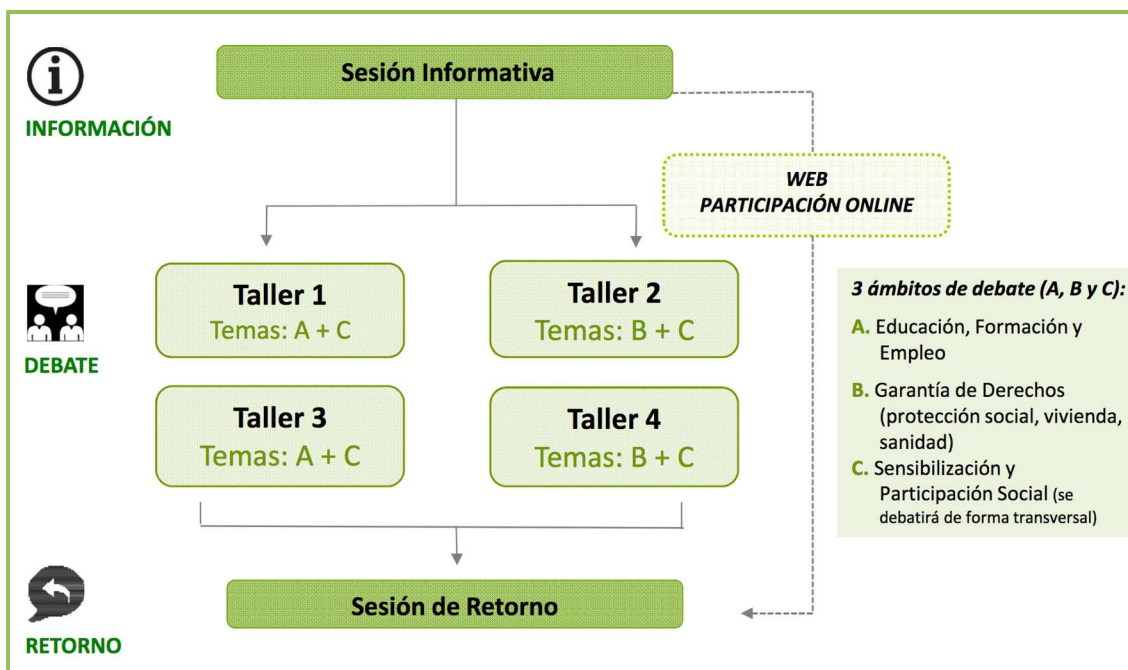 Sesión Informativa
INFORMACIÓN
WEB
PARTICIPACIÓN ONLINE
Taller 1
Temas: A + C
Taller 2
Temas: B + C
DEBATE
Taller 3
Temas: A + C
Taller 4
Temas: B + C
3 ámbitos de debate (A, B y C):
A. Educación, Formación y
Empleo
B. Garantía de Derechos
(protección social, vivienda,
sanidad)
C. Sensibilización y
Participación Social (se
debatirá de forma transversal)
Sesión de Retorno
RETORNO